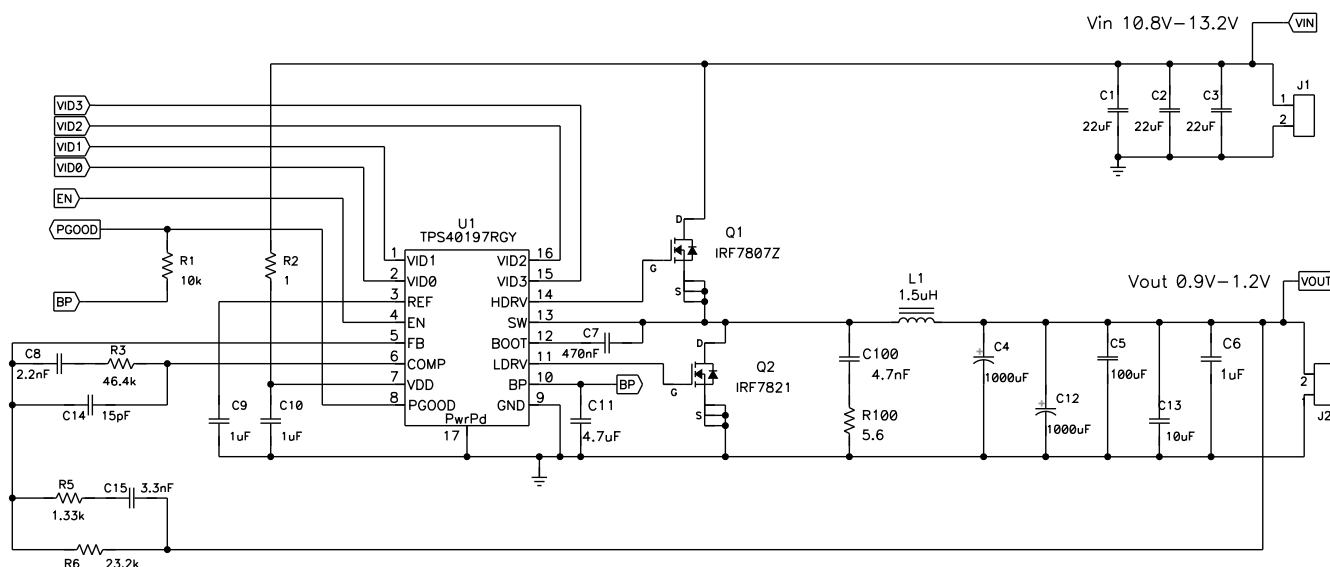 Vin 10.8V-13.2V
VIN
J1
1
2
C1
22uF
C2
22uF
C3
22uF
VID3
VID2
VID1
VID0
EN
PGOOD
BP
R1
10k
R2
1
U1
TPS40197RGY
1 VID1
2 VID0
3 REF
4 EN
5 FB
6 COMP
7 VDD
8 PGOOD
VID2 16
VID3 15
HDRV 14
SW 13
BOOT 12
LDRV 11
BP 10
GND 9
PwrPd
17
D
G
S
Q1
IRF7807Z
D
G
S
Q2
IRF7821
C7
470nF
BP
C11
4.7uF
L1
1.5uH
Vout 0.9V-1.2V
VOUT
C100
4.7nF
R100
5.6
+
C4
1000uF
+
C12
1000uF
C5
100uF
C13
10uF
C6
1uF
2
1
J2
C8
2.2nF
R3
46.4k
C14
15pF
C9
1uF
C10
1uF
R5
1.33k
C15
3.3nF
R6
23.2k